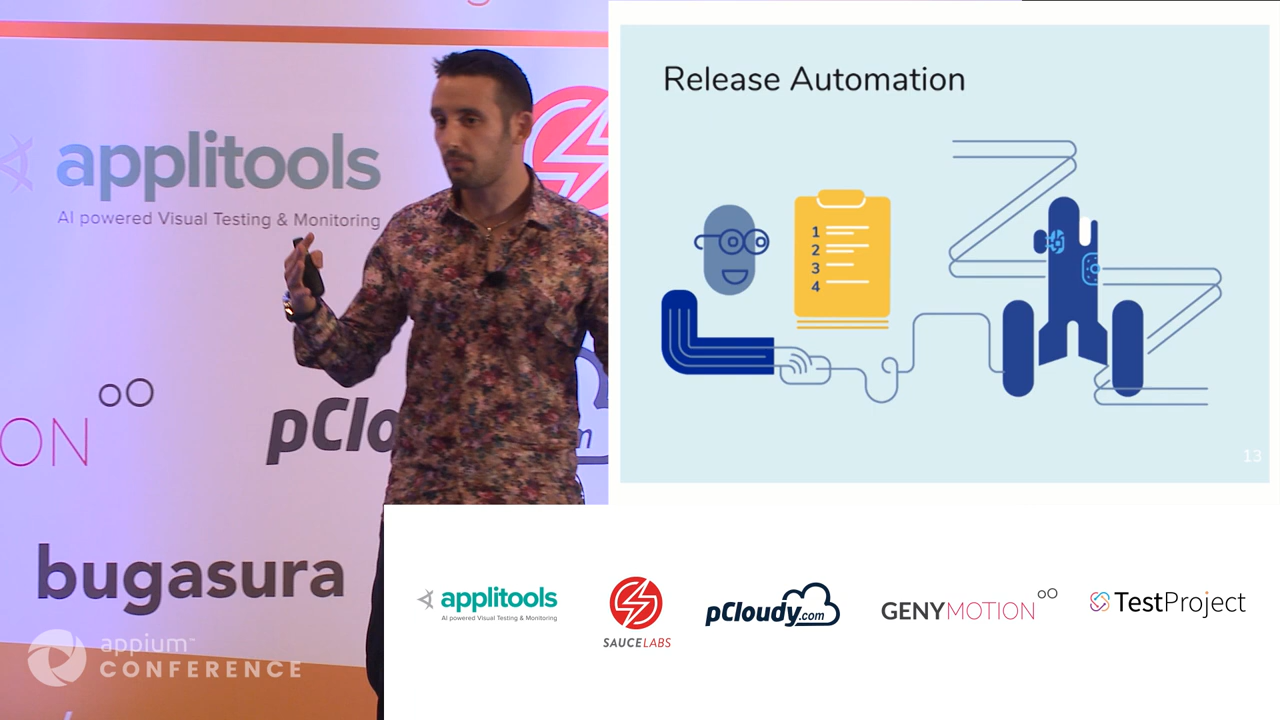 applitools
AI powered Visual Testing & Monitoring
ON
pClo
m
bugasura
appium™
CONFERENCE
Release Automation
1
2
3
4
13
applitools
AI powered Visual Testing & Monitoring
SAUCELABS
pCloudy.com
GENYMOTION
TestProject